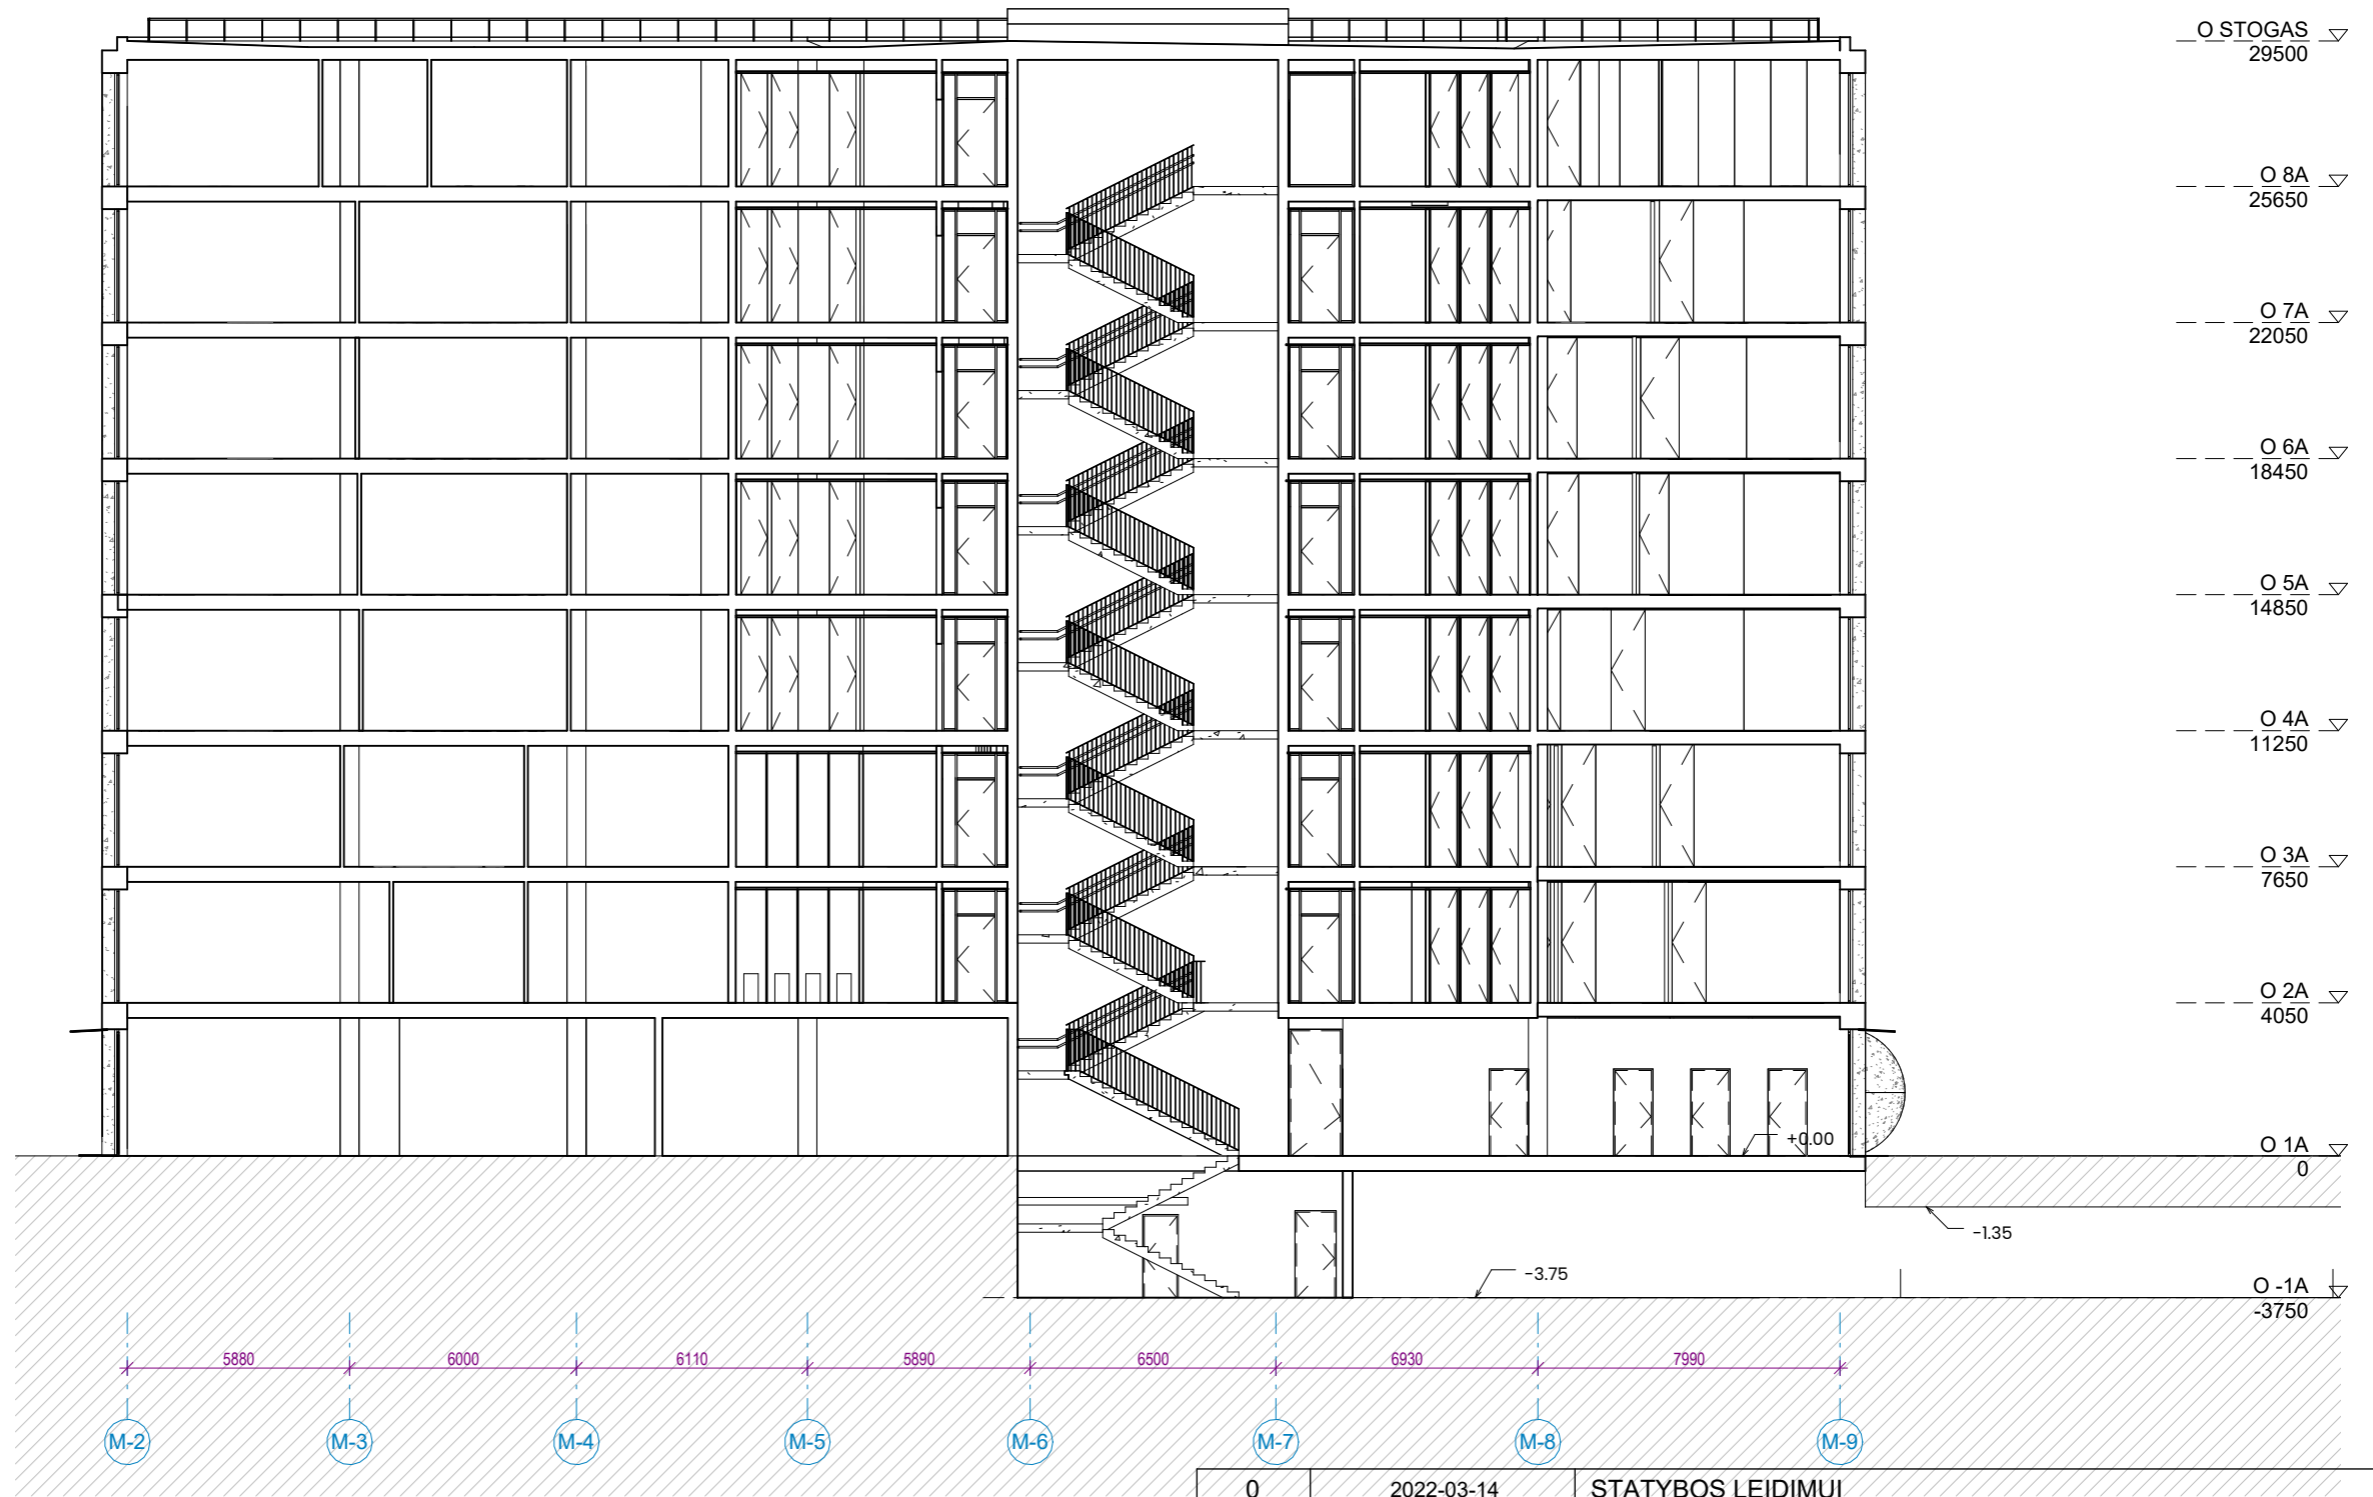 O STOGAS
29500
O 8A
25650
O 7A
22050
O 6A
18450
O 5A
14850
O 4A
11250
O 3A
7650
O 2A
4050
+0.00
O 1A
0
-1.35
-3.75
O -1A
-3750
5880 6000 6110 5890 6500 6930 7990
M-2 M-3 M-4 M-5 M-6 M-7 M-8 M-9
0 2022-03-14 STATYBOS LEIDIMUI